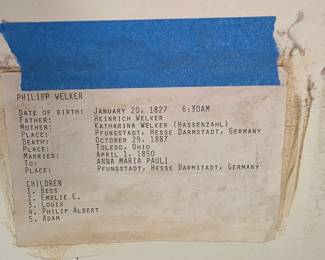 PHILIPP WELKER
DATE OF BIRTH: JANUARY 20, 1827 6:30AM
FATHER: HEINRICH WELKER
MOTHER: KATHARINA WELKER (HASSENZAHL)
PLACE: PFUNGSTADT, HESSE DARMSTADT, GERMANY
DEATH: OCTOBER 29, 1887
PLACE: TOLEDO, OHIO
MARRIED: APRIL 1, 1850
TO: ANNA MARIA PAULI
PLACE: PFUNGSTADT, HESSE DARMSTADT, GERMANY
CHILDREN
1. BESS
2. EMELIE E.
3. LOUIS
4. PHILIP ALBERT
5. ADAM